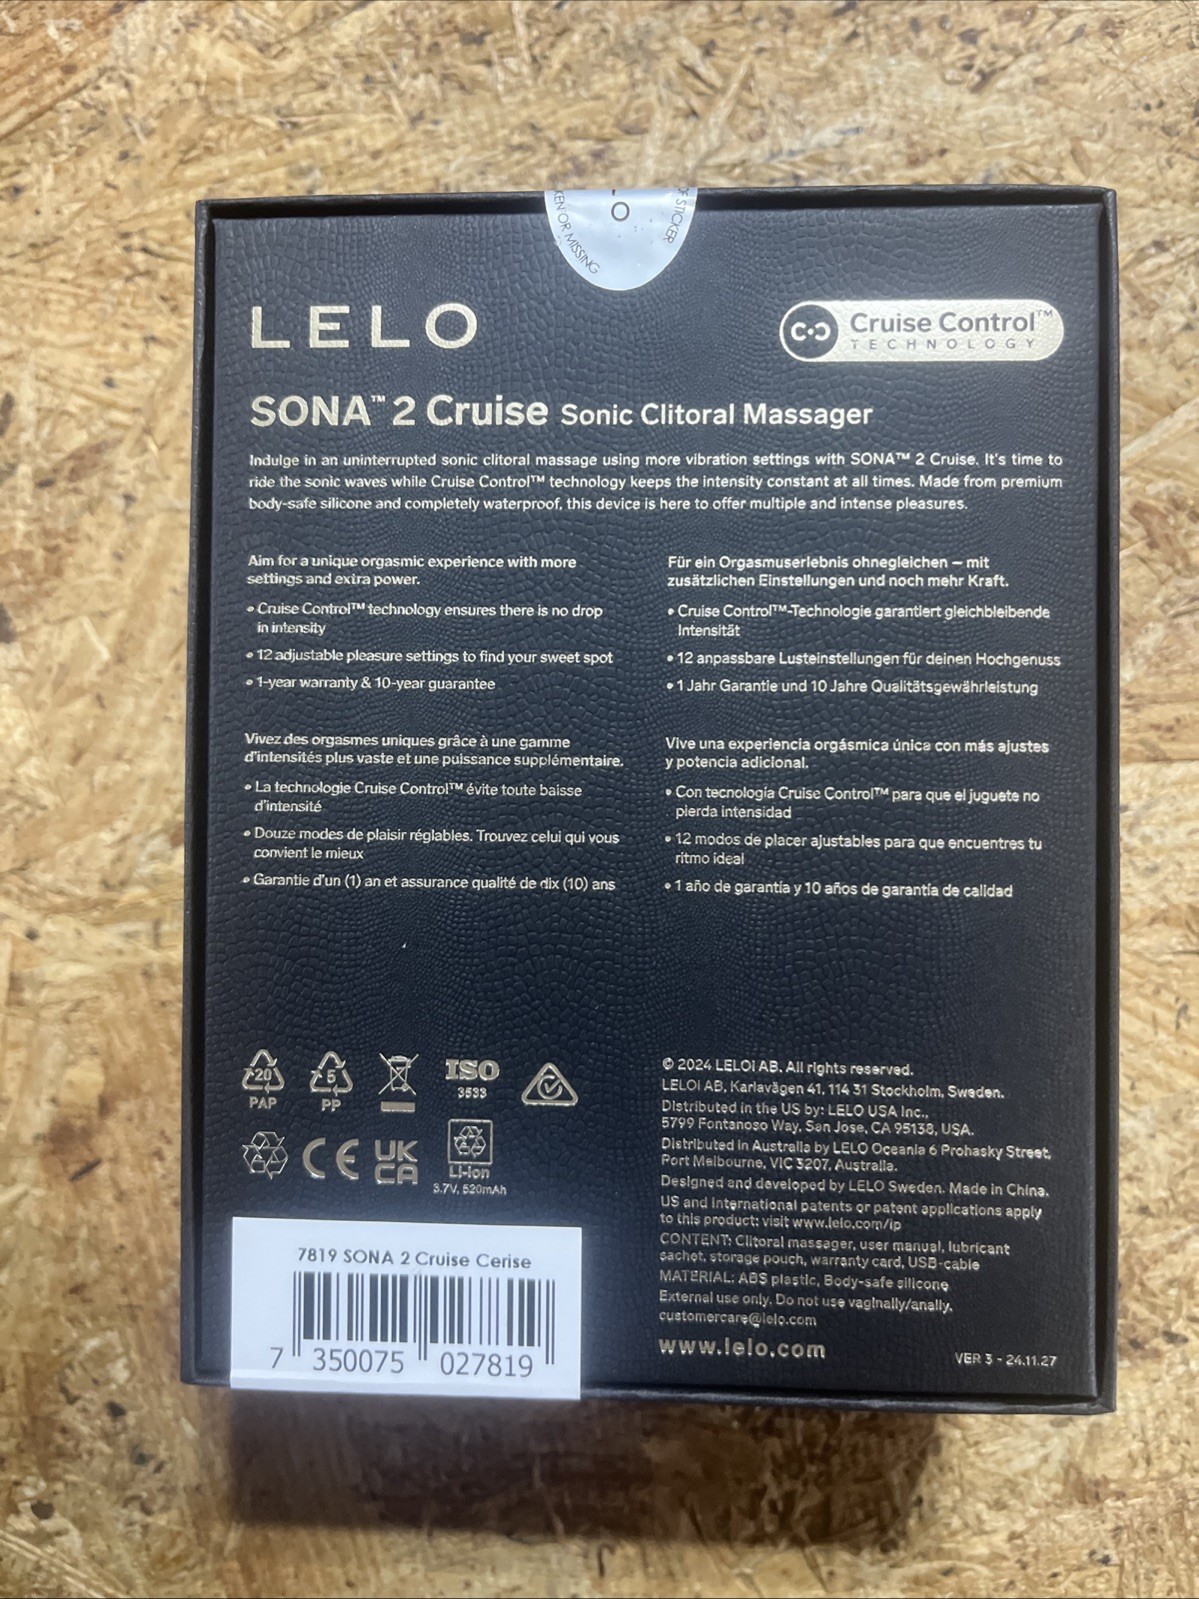 O
KEN OR MISSING
OF STICKER
LELO
Cruise Control™
TECHNOLOGY
SONA™ 2 Cruise Sonic Clitoral Massager
Indulge in an uninterrupted sonic clitoral massage using more vibration settings with SONA™ 2 Cruise. It's time to
ride the sonic waves while Cruise Control™ technology keeps the intensity constant at all times. Made from premium
body-safe silicone and completely waterproof, this device is here to offer multiple and intense pleasures.
Aim for a unique orgasmic experience with more
settings and extra power.
• Cruise Control™ technology ensures there is no drop
in intensity
• 12 adjustable pleasure settings to find your sweet spot
• 1-year warranty & 10-year guarantee
Für ein Orgasmuserlebnis ohnegleichen – mit
zusätzlichen Einstellungen und noch mehr Kraft.
• Cruise Control™-Technologie garantiert gleichbleibende
Intensität
• 12 anpassbare Lusteinstellungen für deinen Hochgenuss
• 1 Jahr Garantie und 10 Jahre Qualitätsgewährleistung
Vivez des orgasmes uniques grâce à une gamme
d'intensités plus vaste et une puissance supplémentaire.
• La technologie Cruise Control™ évite toute baisse
d'intensité
• Douze modes de plaisir réglables. Trouvez celui qui vous
convient le mieux
• Garantie d'un (1) an et assurance qualité de dix (10) ans
Vive una experiencia orgásmica única con más ajustes
y potencia adicional.
• Con tecnología Cruise Control™ para que el juguete no
pierda intensidad
• 12 modos de placer ajustables para que encuentres tu
ritmo ideal
• 1 año de garantía y 10 años de garantía de calidad
20
PAP
5
PP
ISO
3533
CE
UK
CA
Li-Ion
3.7V, 520mAh
© 2024 LELOi AB. All rights reserved.
LELOI AB, Karlavägen 41, 114 31 Stockholm, Sweden.
Distributed in the US by: LELO USA Inc.,
5799 Fontanoso Way, San Jose, CA 95138, USA.
Distributed in Australia by LELO Oceania 6 Prohasky Street,
Port Melbourne, VIC 3207, Australia.
Designed and developed by LELO Sweden. Made in China.
US and International patents or patent applications apply
to this product: visit www.lelo.com/ip
CONTENT: Clitoral massager, user manual, lubricant
sachet, storage pouch, warranty card, USB-cable
MATERIAL: ABS plastic, Body-safe silicone
External use only. Do not use vaginally/anally.
customercare@lelo.com
www.lelo.com
VER 3 - 24.11.27
7819 SONA 2 Cruise Cerise
7 350075 027819